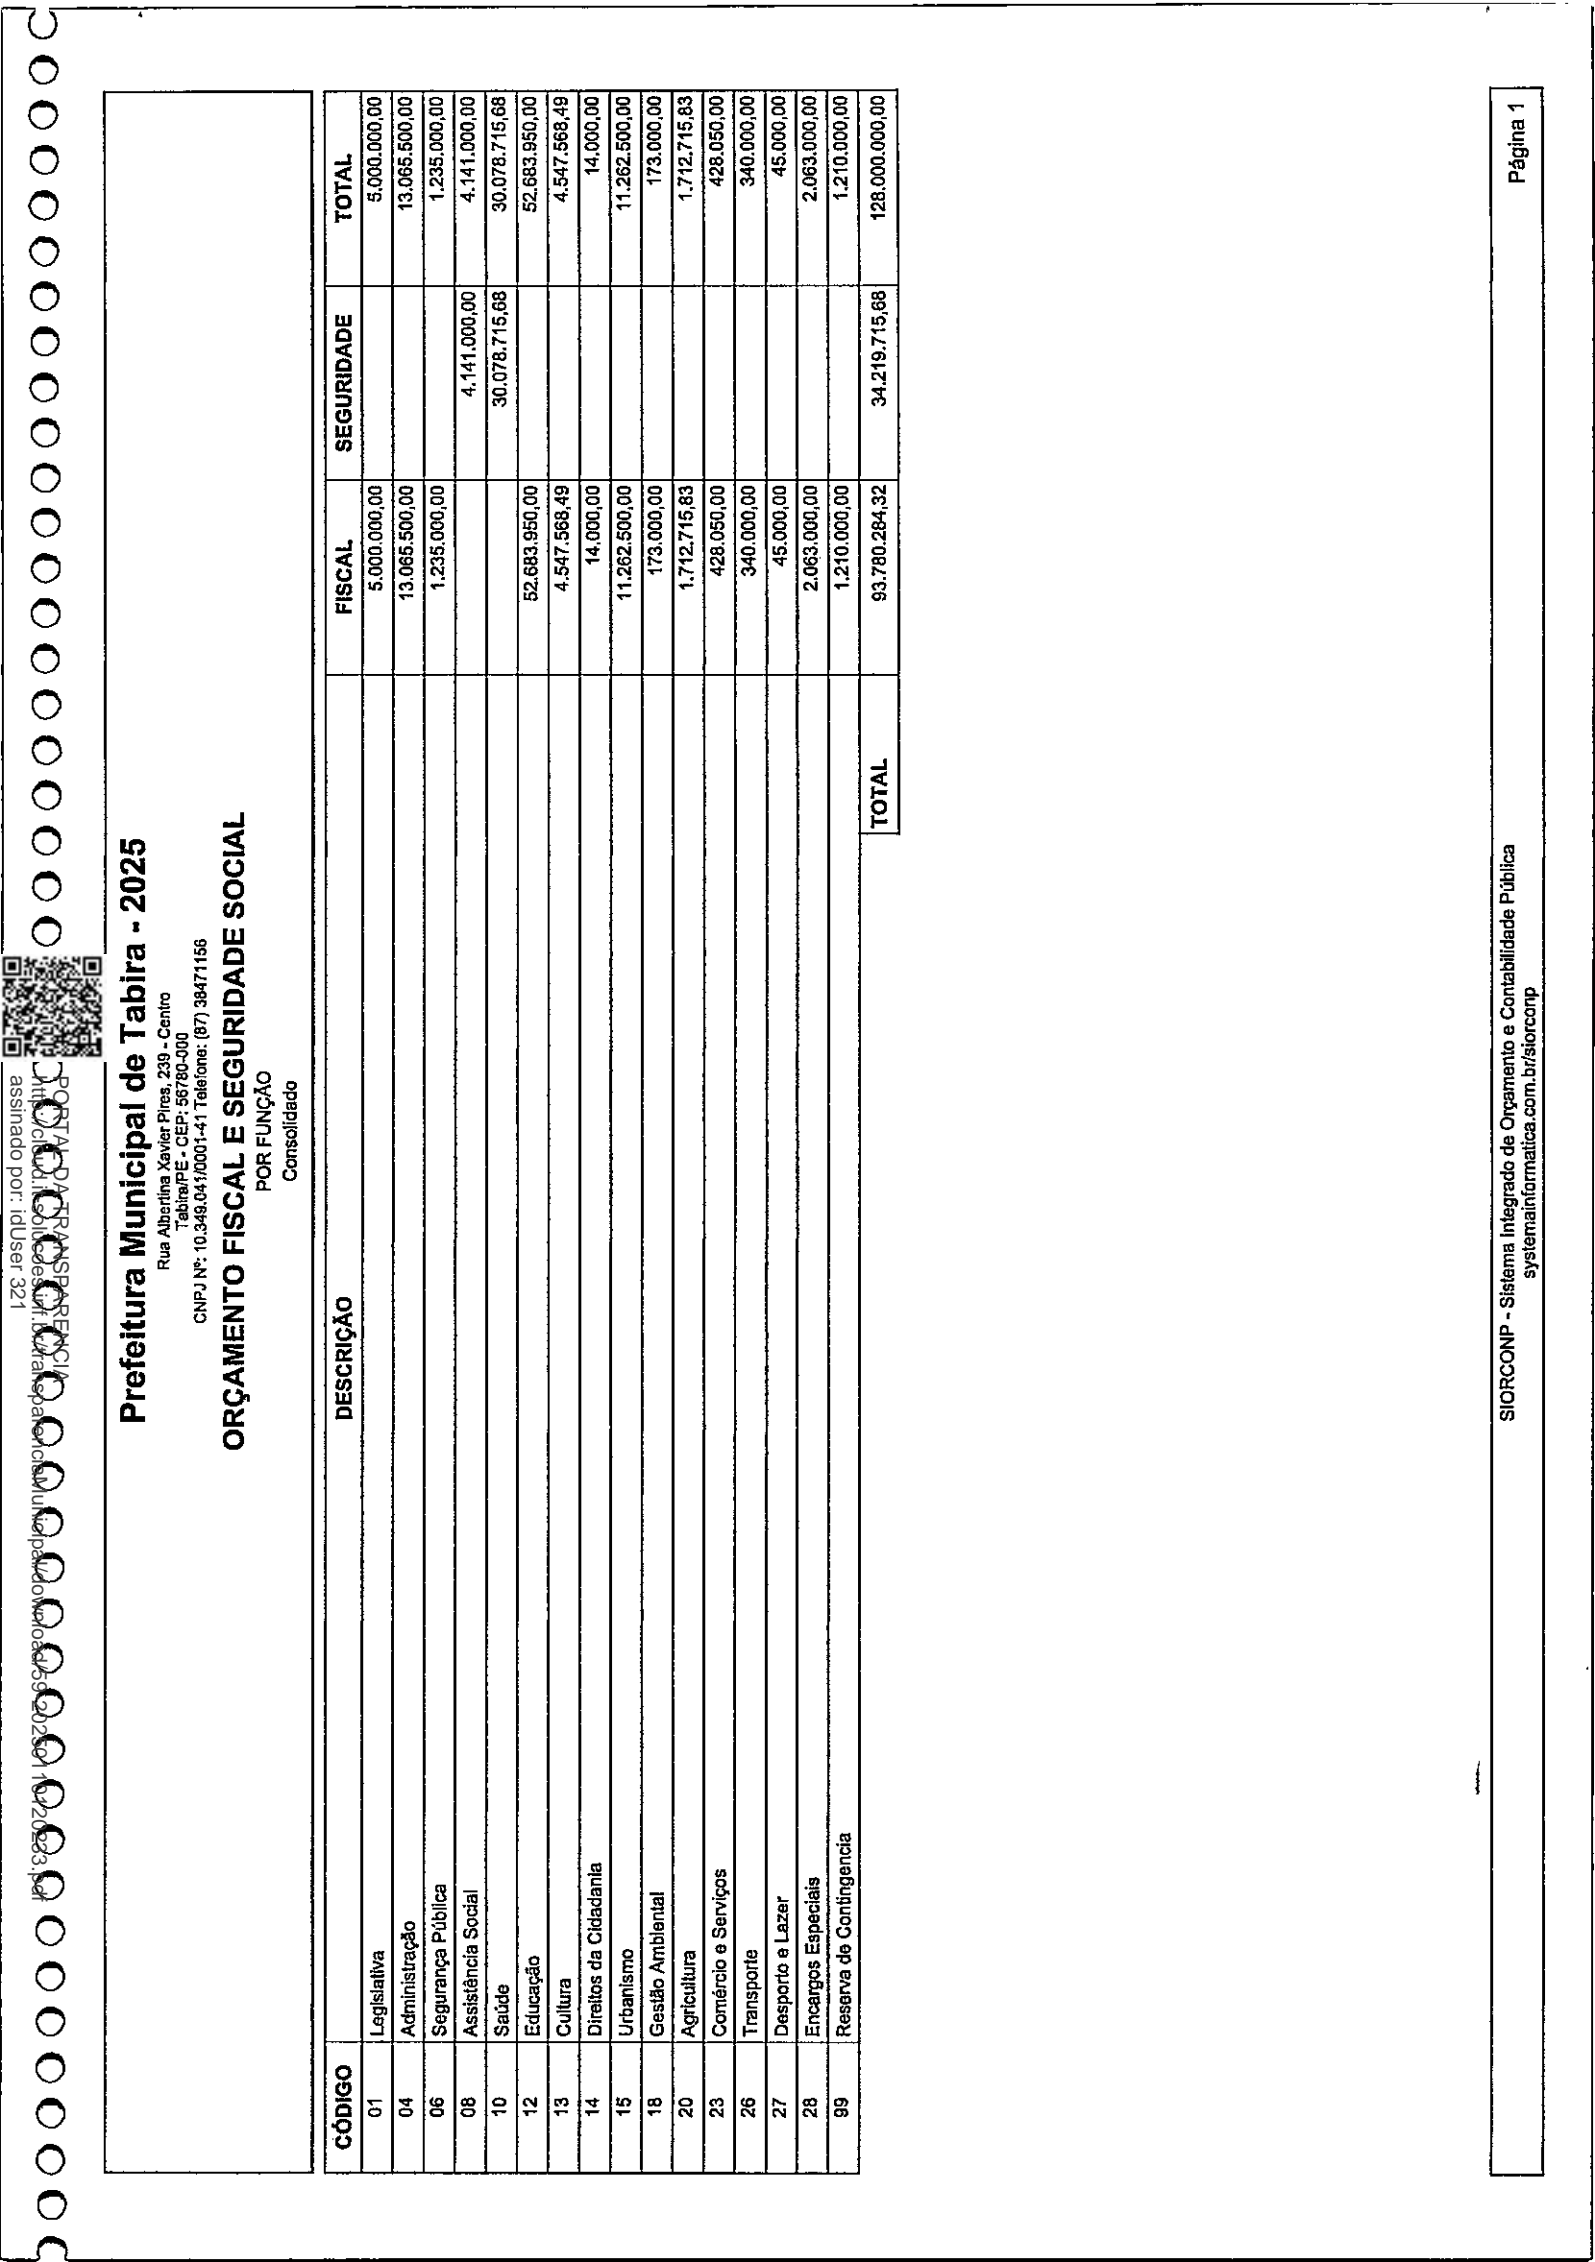 Prefeitura Municipal de Tabira - 2025
Rua Albertina Xavier Pires, 239 - Centro
Tabira/PE - CEP: 56780-000
CNPJ Nº: 10.349.041/0001-41 Telefone: (87) 38471156
ORÇAMENTO FISCAL E SEGURIDADE SOCIAL
POR FUNÇÃO
Consolidado
CÓDIGO DESCRIÇÃO FISCAL SEGURIDADE TOTAL
01 Legislativa 5.000.000,00 5.000.000,00
04 Administração 13.065.500,00 13.065.500,00
06 Segurança Pública 1.235.000,00 1.235.000,00
08 Assistência Social 4.141.000,00 4.141.000,00
10 Saúde 30.078.715,68 30.078.715,68
12 Educação 52.683.950,00 52.683.950,00
13 Cultura 4.547.568,49 4.547.568,49
14 Direitos da Cidadania 14.000,00 14.000,00
15 Urbanismo 11.262.500,00 11.262.500,00
18 Gestão Ambiental 173.000,00 173.000,00
20 Agricultura 1.712.715,83 1.712.715,83
23 Comércio e Serviços 428.050,00 428.050,00
26 Transporte 340.000,00 340.000,00
27 Desporto e Lazer 45.000,00 45.000,00
28 Encargos Especiais 2.063.000,00 2.063.000,00
99 Reserva de Contingencia 1.210.000,00 1.210.000,00
TOTAL 93.780.284,32 34.219.715,68 128.000.000,00
SIORCONP - Sistema Integrado de Orçamento e Contabilidade Pública
systemainformatica.com.br/siorconp
Página 1
PORTAL DA TRANSPARENCIA
http://cloud.it-solucoes.inf.br/transparenciaMunicipal/download/59-20250110120233.pdf
assinado por: idUser 321